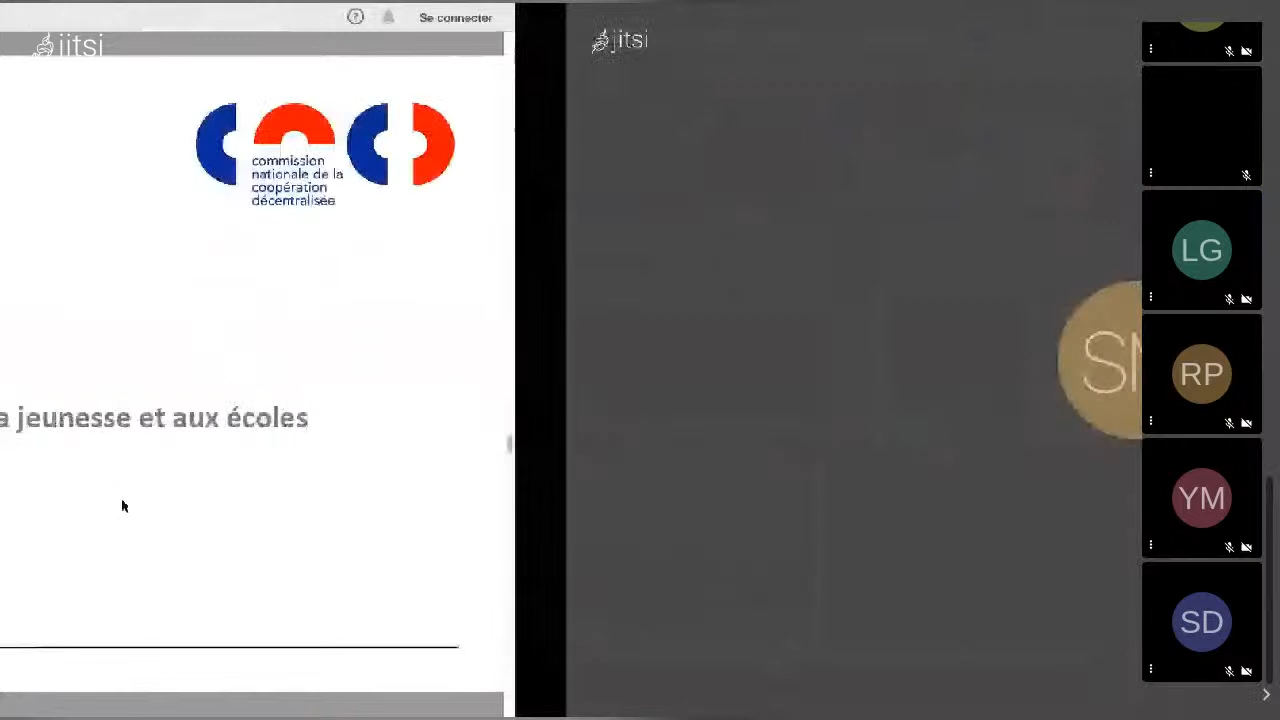 Se connecter
jitsi
jitsi
commission
nationale de la
coopération
décentralisée
a jeunesse et aux écoles
LG
RP
YM
SD